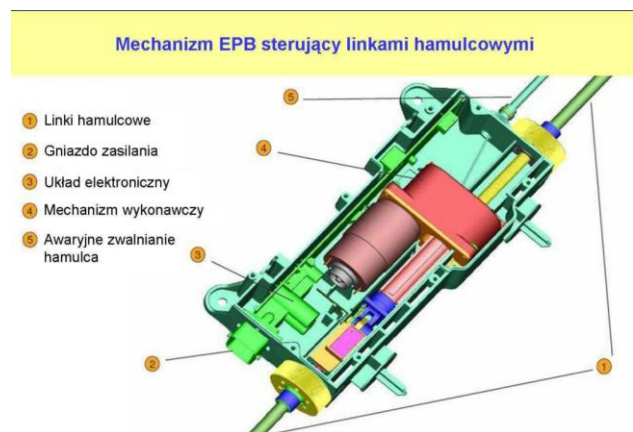 Mechanizm EPB sterujący linkami hamulcowymi
1 Linki hamulcowe
2 Gniazdo zasilania
3 Układ elektroniczny
4 Mechanizm wykonawczy
5 Awaryjne zwalnianie
hamulca
5
4
3
2
1